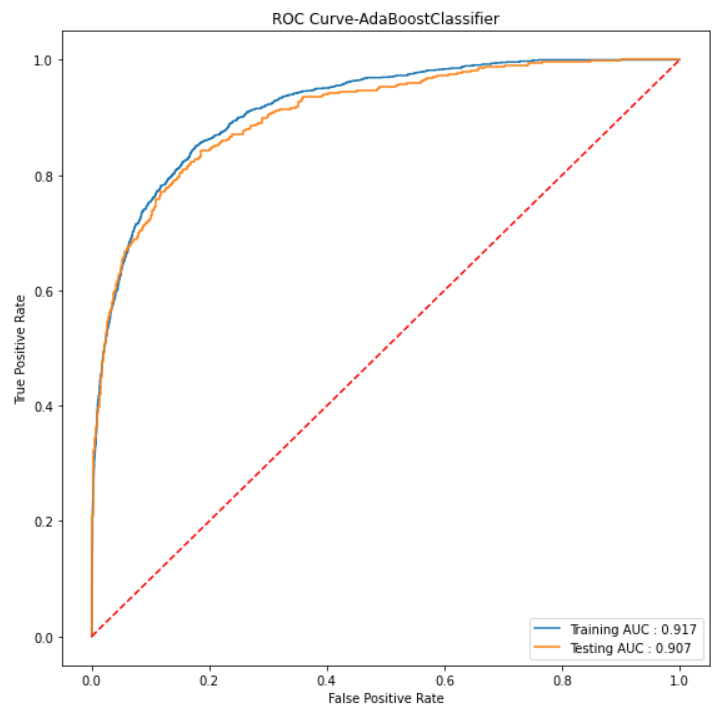 ROC Curve-AdaBoostClassifier
1.0
0.8
0.6
0.4
0.2
0.0
True Positive Rate
Training AUC : 0.917
Testing AUC : 0.907
0.0 0.2 0.4 0.6 0.8 1.0
False Positive Rate